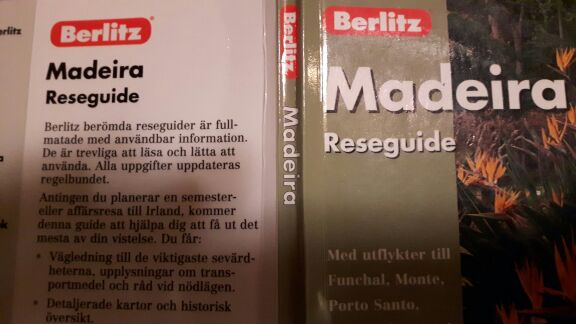 Berlitz
Madeira
Reseguide
Berlitz berömda reseguider är full-
matade med användbar information.
De är trevliga att läsa och lätta att
använda. Alla uppgifter uppdateras
regelbundet.
Antingen du planerar en semester-
eller affärsresa till Irland, kommer
denna guide att hjälpa dig att få ut det
mesta av din vistelse. Du får:
• Vägledning till de viktigaste sevärd-
heterna, upplysningar om trans-
portmedel och råd vid nödlägen.
• Detaljerade kartor och historisk
översikt.
Berlitz
Madeira
Berlitz
Madeira
Reseguide
Med utflykter till
Funchal, Monte,
Porto Santo,